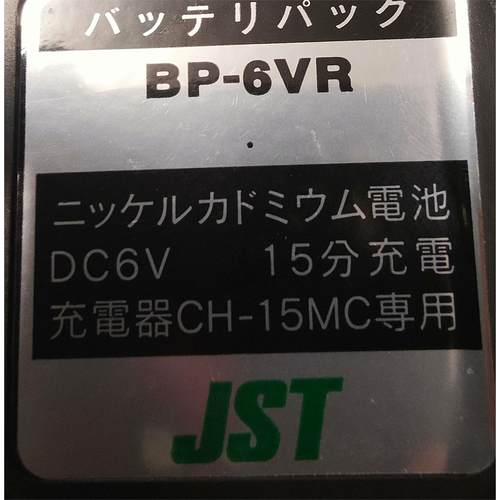 バッテリパック
BP-6VR
ニッケルカドミウム電池
DC6V 15分充電
充電器CH-15MC専用
JST